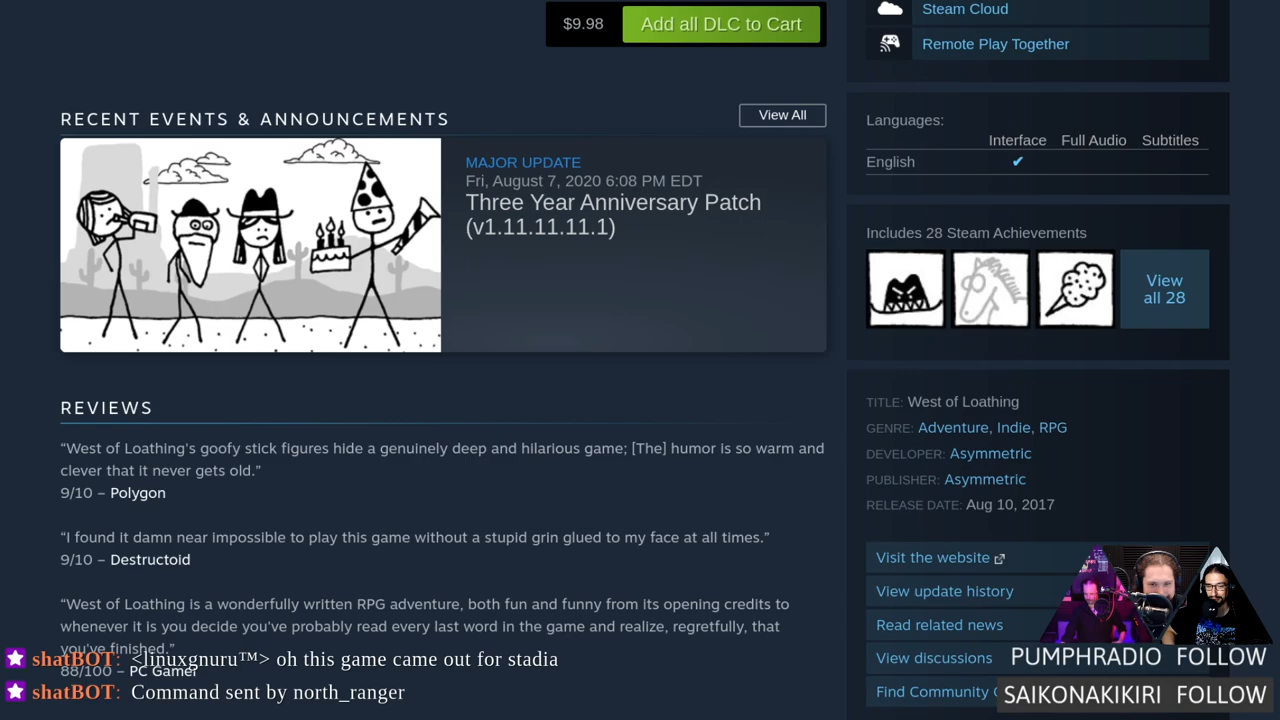 $9.98
Add all DLC to Cart
Steam Cloud
Remote Play Together
RECENT EVENTS & ANNOUNCEMENTS
View All
MAJOR UPDATE
Fri, August 7, 2020 6:08 PM EDT
Three Year Anniversary Patch
(v1.11.11.11.1)
Languages:
Interface Full Audio Subtitles
English ✔
Includes 28 Steam Achievements
View
all 28
REVIEWS
“West of Loathing's goofy stick figures hide a genuinely deep and hilarious game; [The] humor is so warm and
clever that it never gets old.”
9/10 – Polygon
“I found it damn near impossible to play this game without a stupid grin glued to my face at all times.”
9/10 – Destructoid
“West of Loathing is a wonderfully written RPG adventure, both fun and funny from its opening credits to
whenever it is you decide you've probably read every last word in the game and realize, regretfully, that
you've finished.”
88/100 – PC Gamer
TITLE: West of Loathing
GENRE: Adventure, Indie, RPG
DEVELOPER: Asymmetric
PUBLISHER: Asymmetric
RELEASE DATE: Aug 10, 2017
Visit the website
View update history
Read related news
View discussions
Find Community
shatBOT: <linuxgnuru™> oh this game came out for stadia
shatBOT: Command sent by north_ranger
PUMPHRADIO FOLLOW
SAIKONAKIKIRI FOLLOW